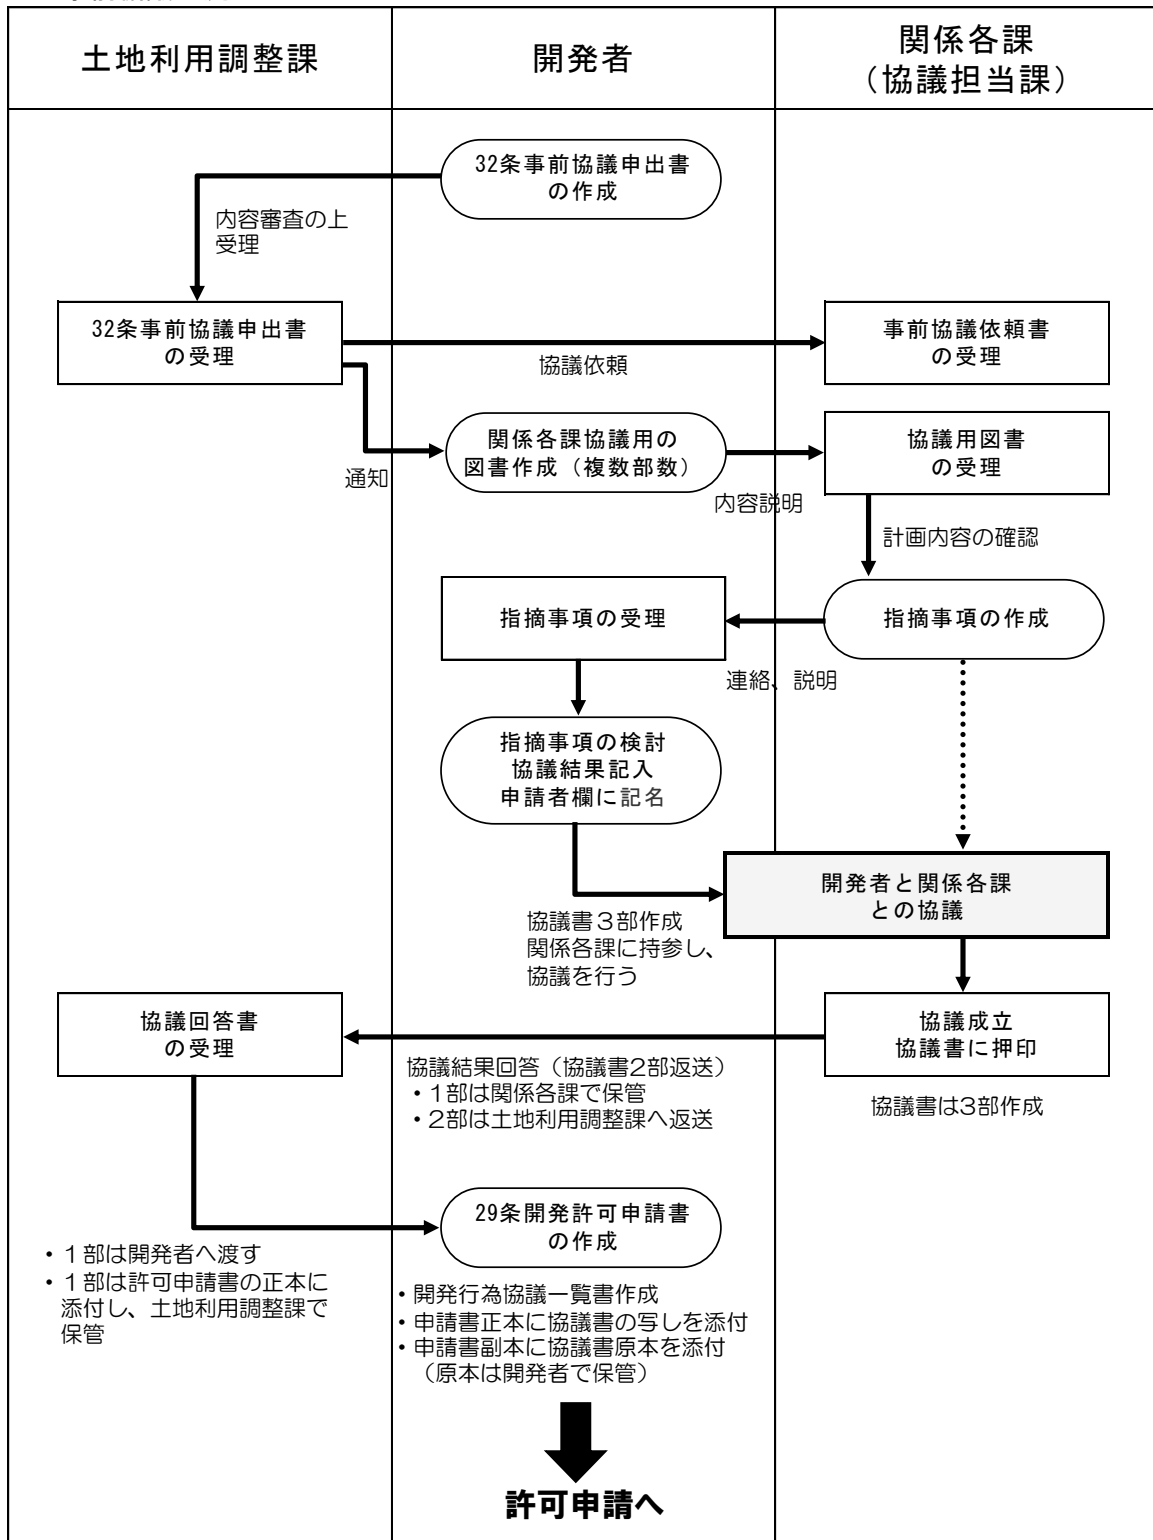 土地利用調整課
開発者
関係各課
（協議担当課）
32条事前協議申出書
の作成
内容審査の上
受理
32条事前協議申出書
の受理
協議依頼
事前協議依頼書
の受理
通知
関係各課協議用の
図書作成（複数部数）
内容説明
協議用図書
の受理
計画内容の確認
指摘事項の作成
連絡、説明
指摘事項の受理
指摘事項の検討
協議結果記入
申請者欄に記名
協議書３部作成
関係各課に持参し、
協議を行う
開発者と関係各課
との協議
協議成立
協議書に押印
協議書は3部作成
協議結果回答（協議書2部返送）
・１部は関係各課で保管
・２部は土地利用調整課へ返送
協議回答書
の受理
・１部は開発者へ渡す
・１部は許可申請書の正本に
添付し、土地利用調整課で
保管
29条開発許可申請書
の作成
・開発行為協議一覧書作成
・申請書正本に協議書の写しを添付
・申請書副本に協議書原本を添付
（原本は開発者で保管）
許可申請へ